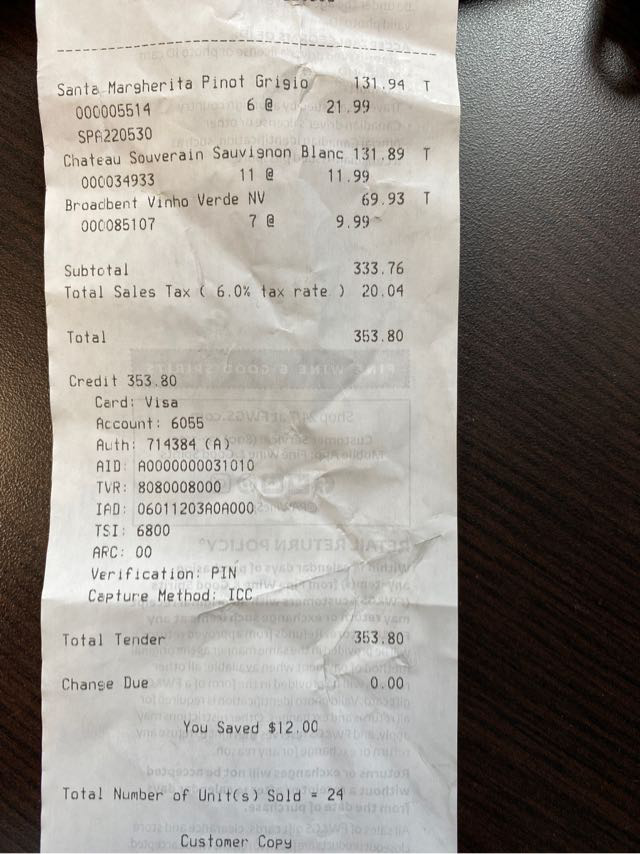 Santa Margherita Pinot Grigio 131.94 T
000005514 6 @ 21.99
SPA220530
Chateau Souverain Sauvignon Blanc 131.89 T
000034933 11 @ 11.99
Broadbent Vinho Verde NV 69.93 T
000085107 7 @ 9.99
Subtotal 333.76
Total Sales Tax ( 6.0% tax rate ) 20.04
Total 353.80
Credit 353.80
Card: Visa
Account: 6055
Auth: 714384 (A)
AID: A0000000031010
TVR: 8080008000
IAD: 06011203A0A000
TSI: 6800
ARC: 00
Verification: PIN
Capture Method: ICC
Total Tender 353.80
Change Due 0.00
You Saved $12.00
Total Number of Unit(s) Sold = 24
Customer Copy